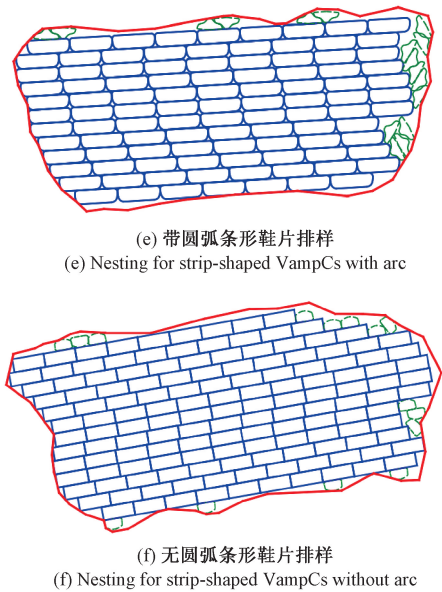 (e) 带圆弧条形鞋片排样
(e) Nesting for strip-shaped VampCs with arc
(f) 无圆弧条形鞋片排样
(f) Nesting for strip-shaped VampCs without arc